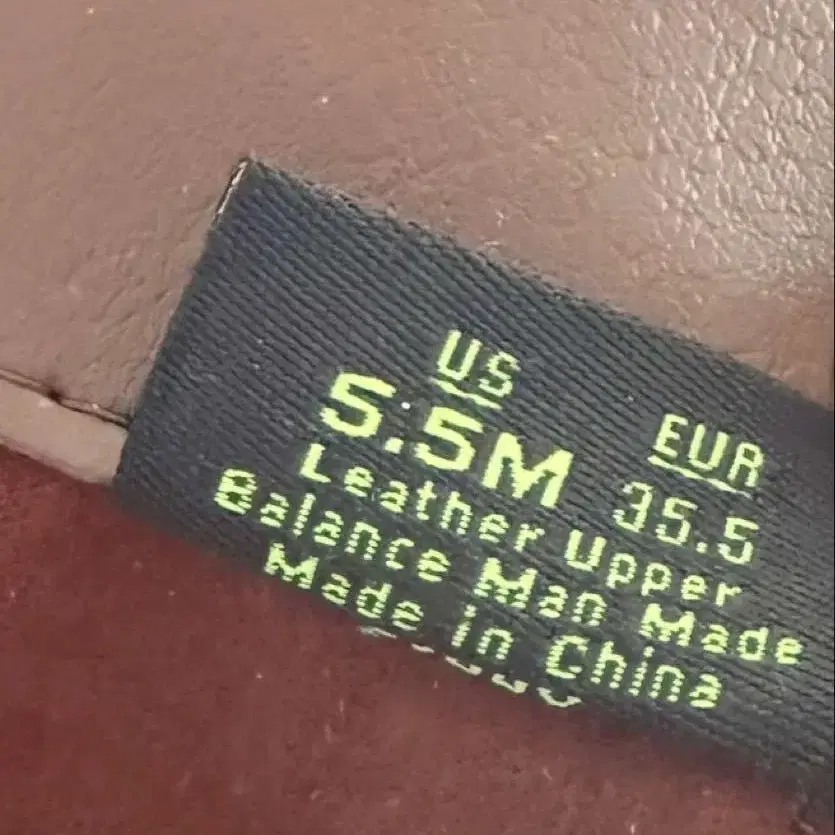 US EUR
5.5M 35.5
Leather Upper
Balance Man Made
Made in China